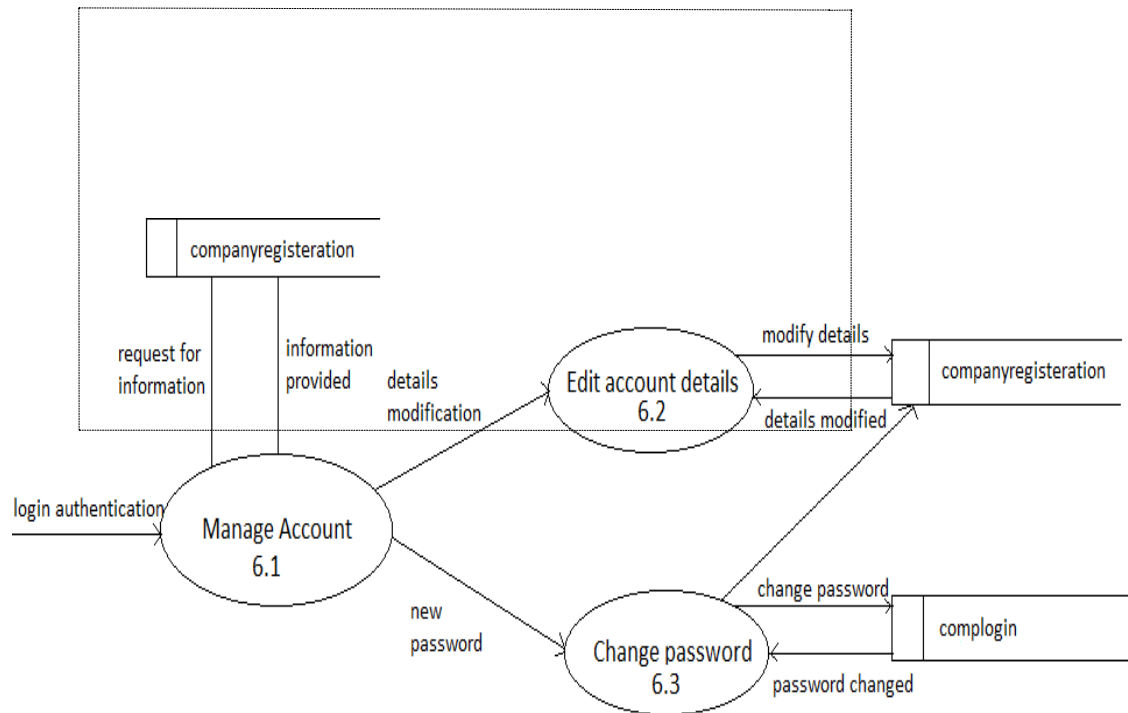 companyregisteration
request for
information
information
provided
details
modification
Edit account details
6.2
modify details
details modified
companyregisteration
login authentication
Manage Account
6.1
new
password
Change password
6.3
change password
password changed
complogin